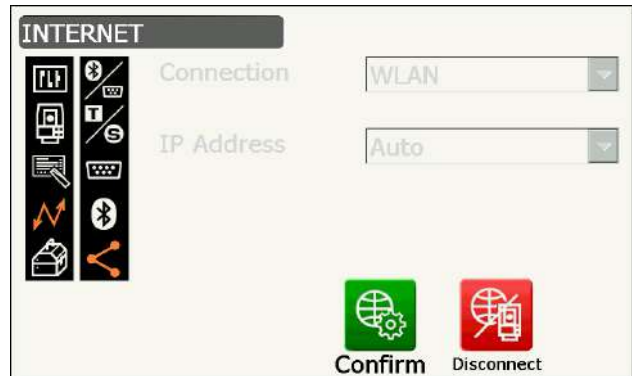 INTERNET
Connection WLAN
T
S
IP Address Auto
Confirm Disconnect